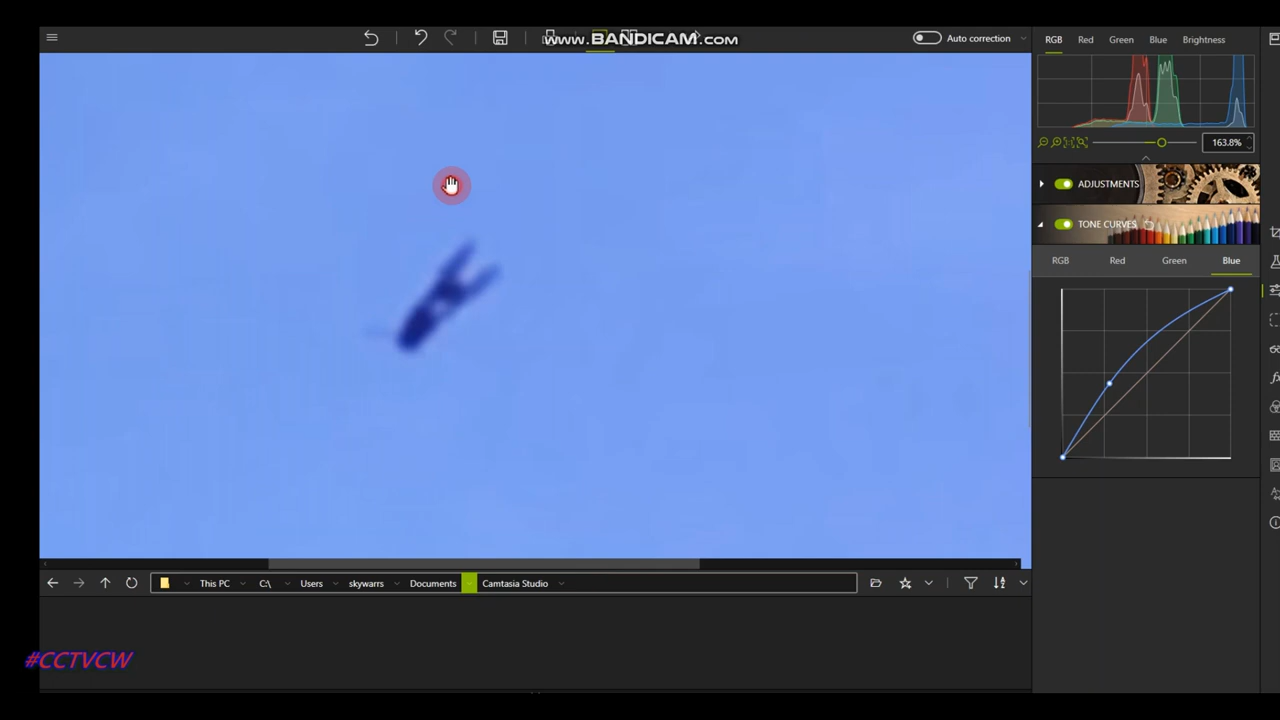 www.BANDICAM.com
Auto correction
RGB Red Green Blue Brightness
163.8%
ADJUSTMENTS
TONE CURVES
RGB Red Green Blue
This PC C:\ Users skywarrs Documents Camtasia Studio
#CCTVCW